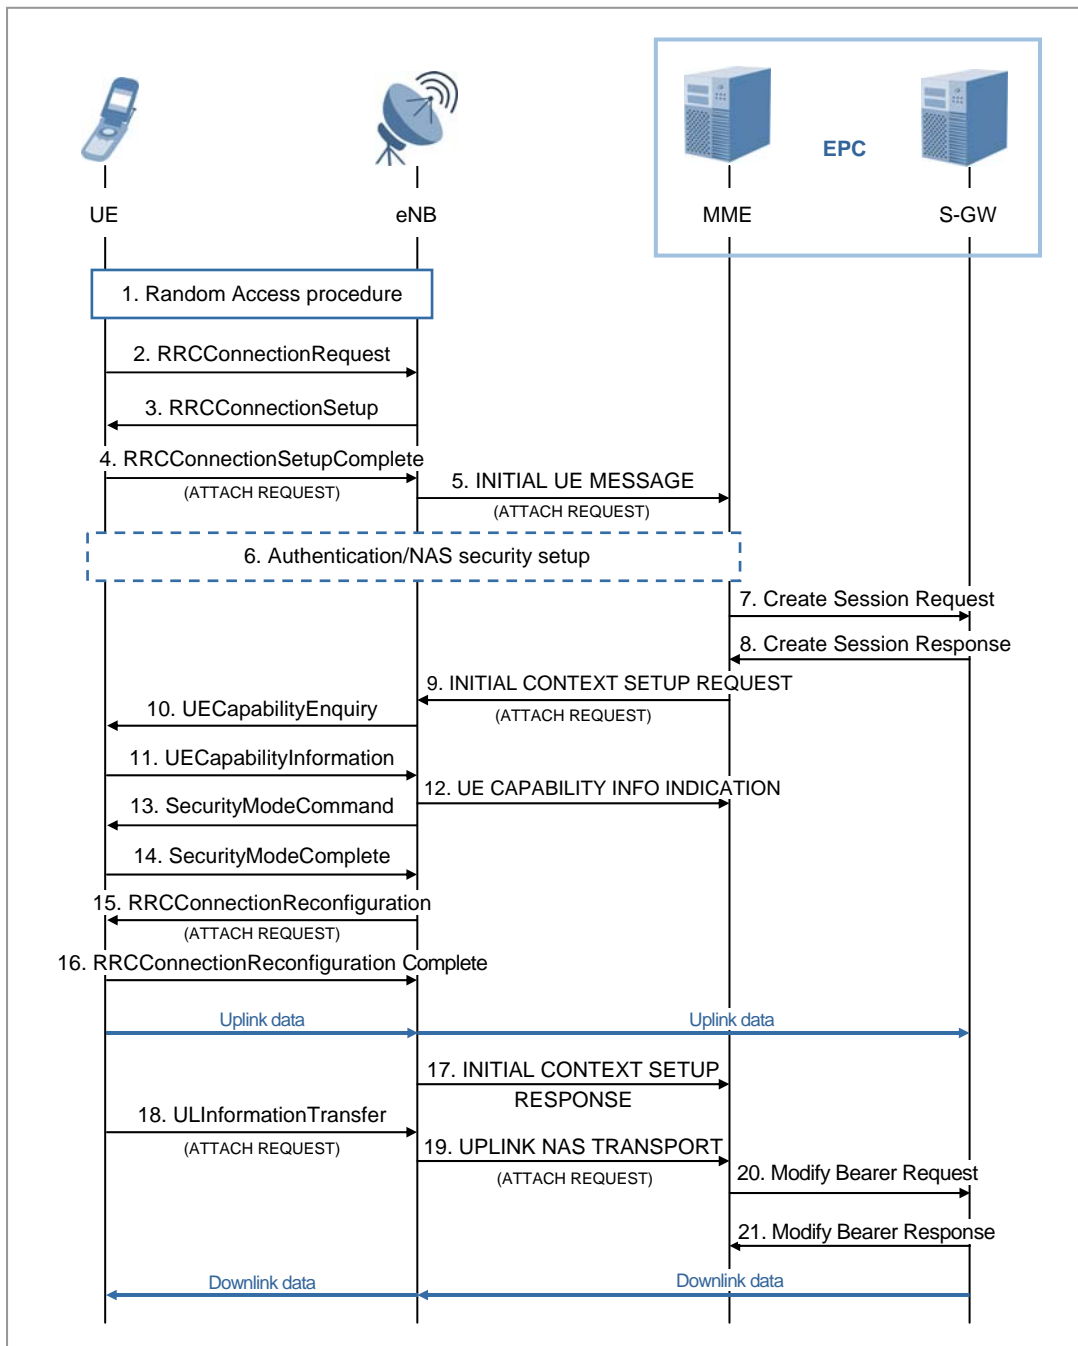 EPC
UE
eNB
MME
S-GW
1. Random Access procedure
2. RRCConnectionRequest
3. RRCConnectionSetup
4. RRCConnectionSetupComplete
(ATTACH REQUEST)
5. INITIAL UE MESSAGE
(ATTACH REQUEST)
6. Authentication/NAS security setup
7. Create Session Request
8. Create Session Response
9. INITIAL CONTEXT SETUP REQUEST
(ATTACH REQUEST)
10. UECapabilityEnquiry
11. UECapabilityInformation
12. UE CAPABILITY INFO INDICATION
13. SecurityModeCommand
14. SecurityModeComplete
15. RRCConnectionReconfiguration
(ATTACH REQUEST)
16. RRCConnectionReconfiguration Complete
Uplink data
Uplink data
17. INITIAL CONTEXT SETUP
RESPONSE
18. ULInformationTransfer
(ATTACH REQUEST)
19. UPLINK NAS TRANSPORT
(ATTACH REQUEST)
20. Modify Bearer Request
21. Modify Bearer Response
Downlink data
Downlink data